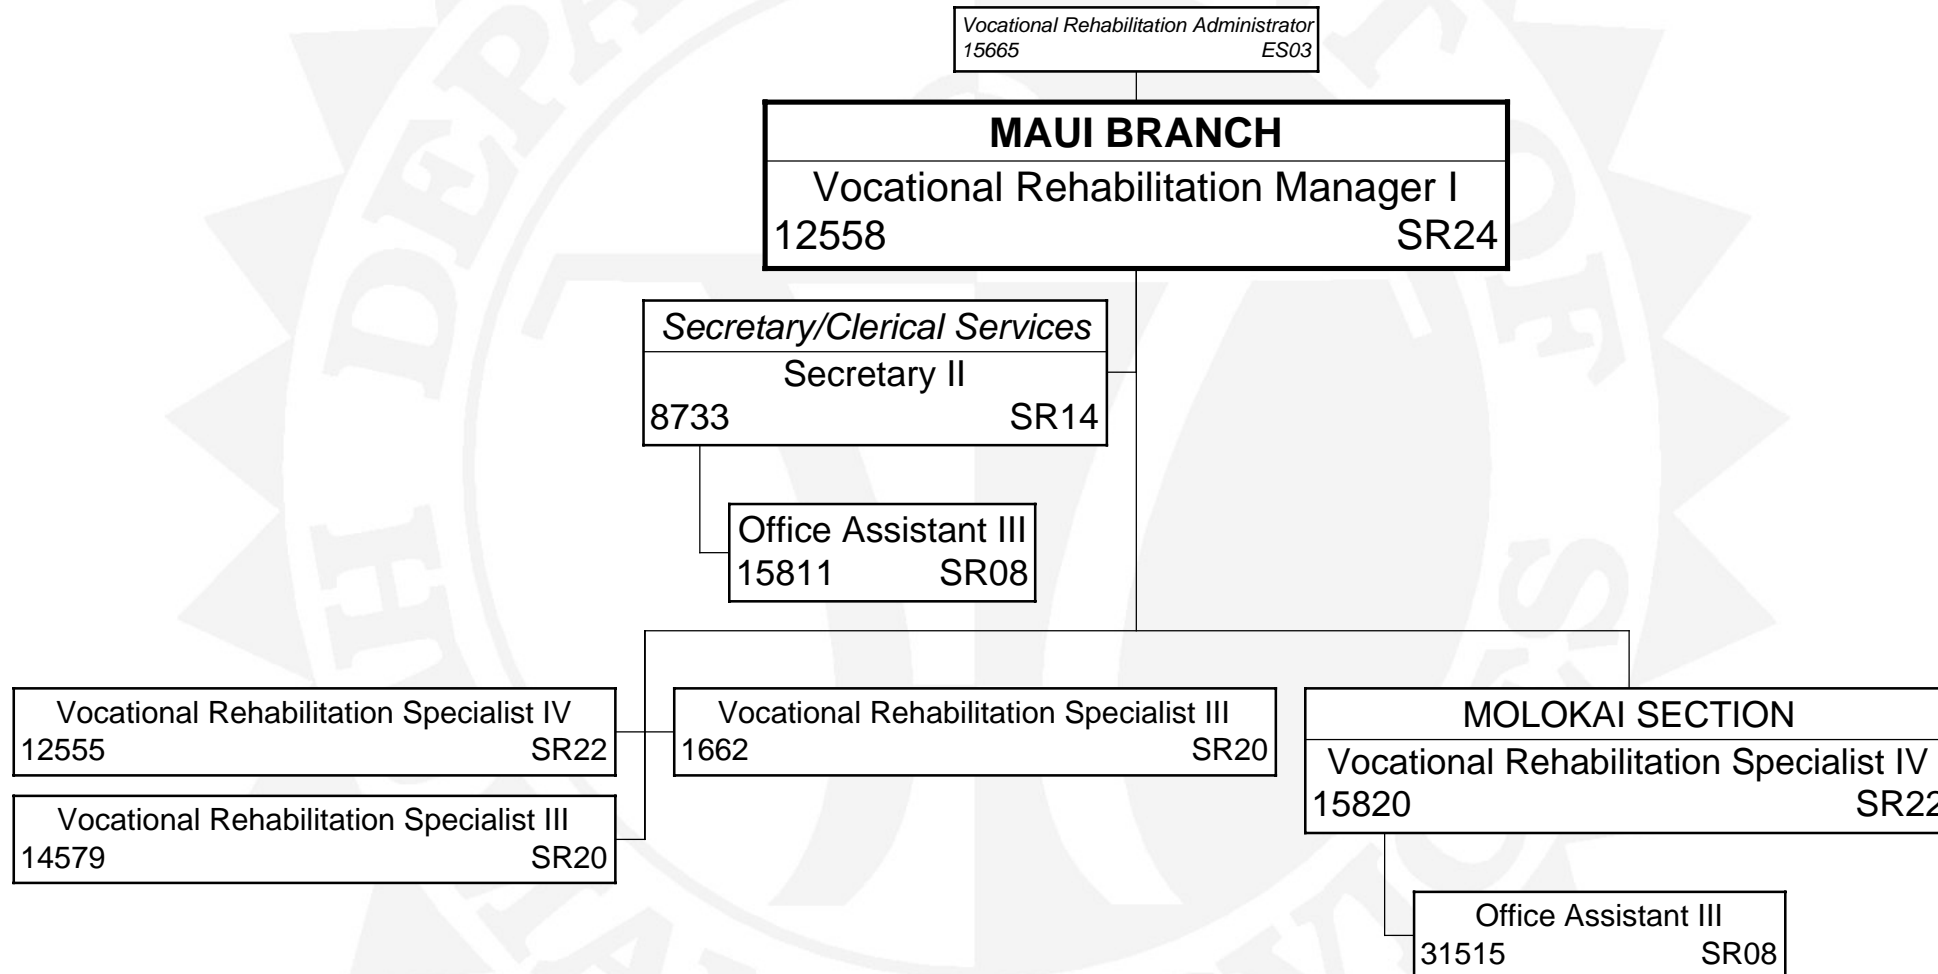 Vocational Rehabilitation Administrator
15665 ES03
MAUI BRANCH
Vocational Rehabilitation Manager I
12558 SR24
Secretary/Clerical Services
Secretary II
8733 SR14
Office Assistant III
15811 SR08
Vocational Rehabilitation Specialist IV
12555 SR22
Vocational Rehabilitation Specialist III
1662 SR20
MOLOKAI SECTION
Vocational Rehabilitation Specialist IV
15820 SR22
Vocational Rehabilitation Specialist III
14579 SR20
Office Assistant III
31515 SR08